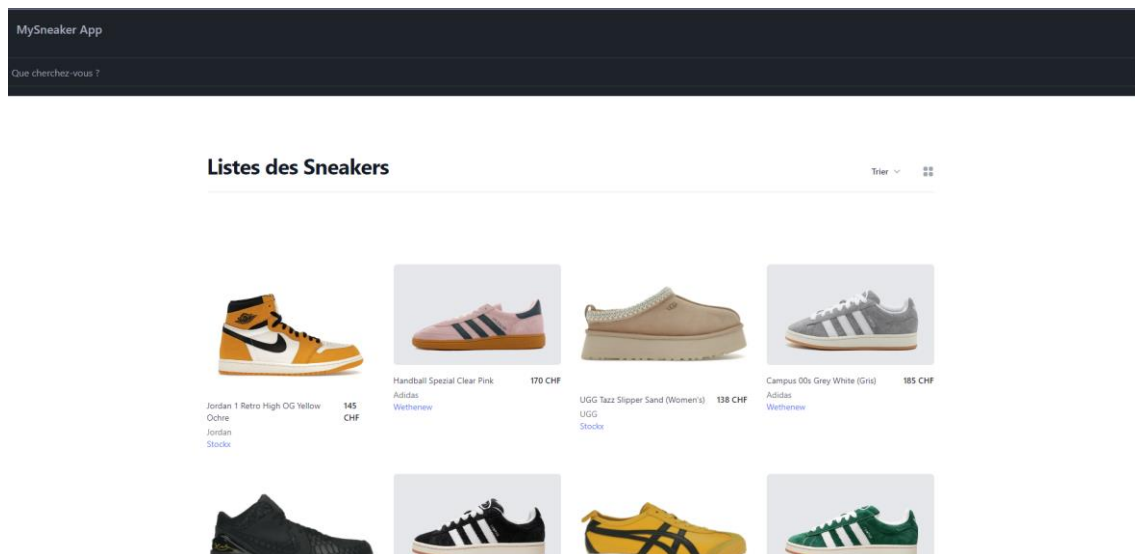 MySneaker App
Que cherchez-vous ?
Listes des Sneakers
Trier
Jordan 1 Retro High OG Yellow
Ochre
145
CHF
Jordan
Stockx
Handball Spezial Clear Pink 170 CHF
Adidas
Wethenew
UGG Tazz Slipper Sand (Women's) 138 CHF
UGG
Stockx
Campus 00s Grey White (Gris) 185 CHF
Adidas
Wethenew